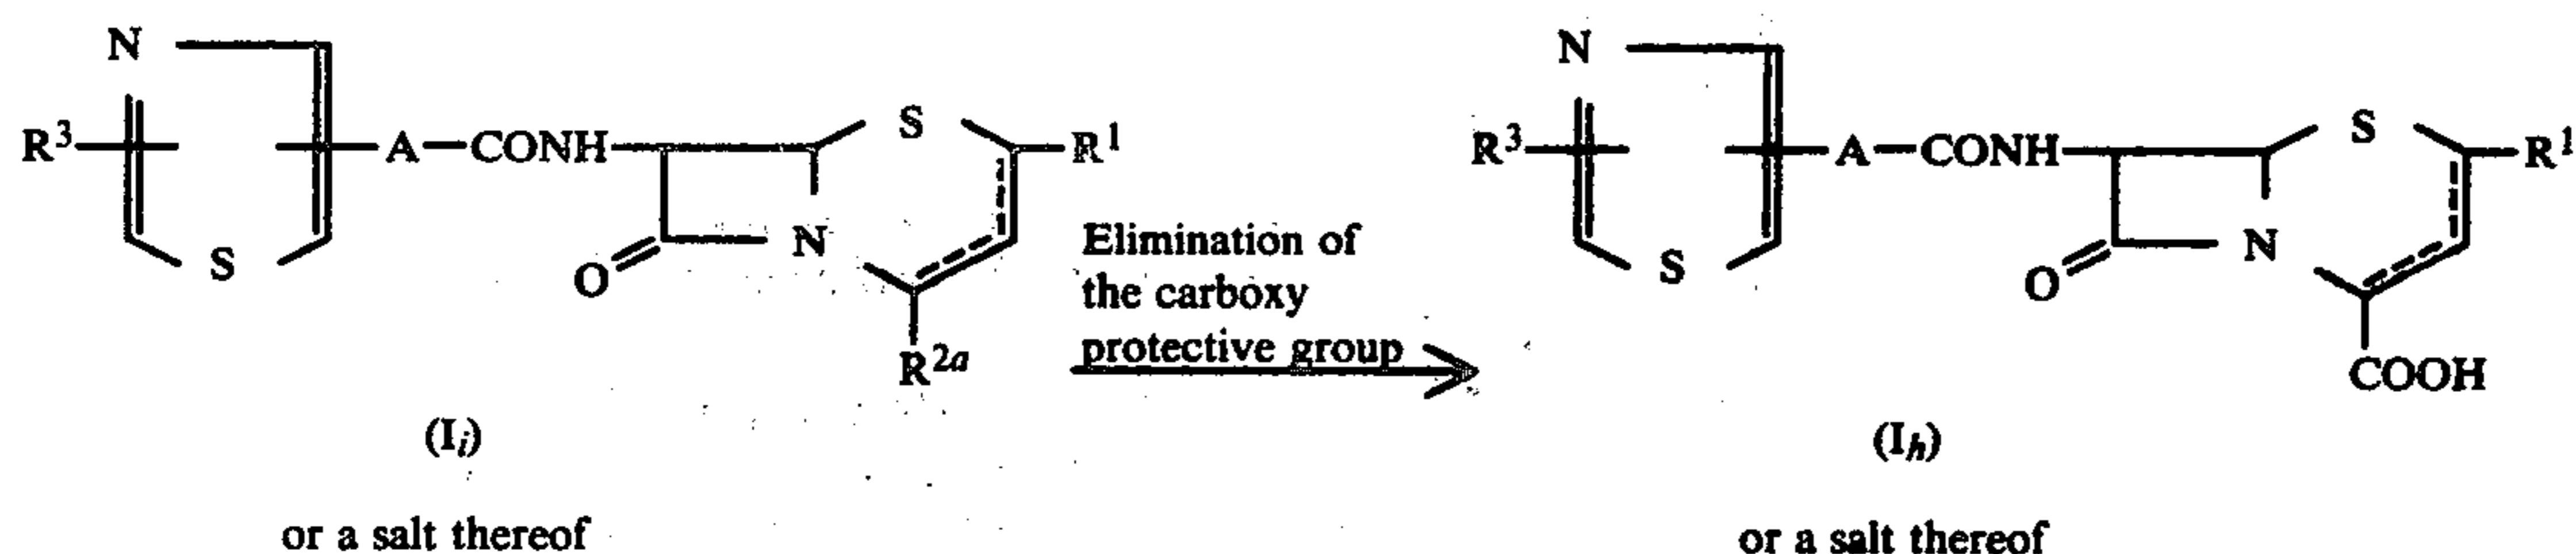 N N
R³ A—CONH S R¹ R³ A—CONH S R¹
S O N Elimination of S O N
the carboxy
R²ᵃ protective group COOH
(Iᵢ) (Iₕ)
or a salt thereof or a salt thereof